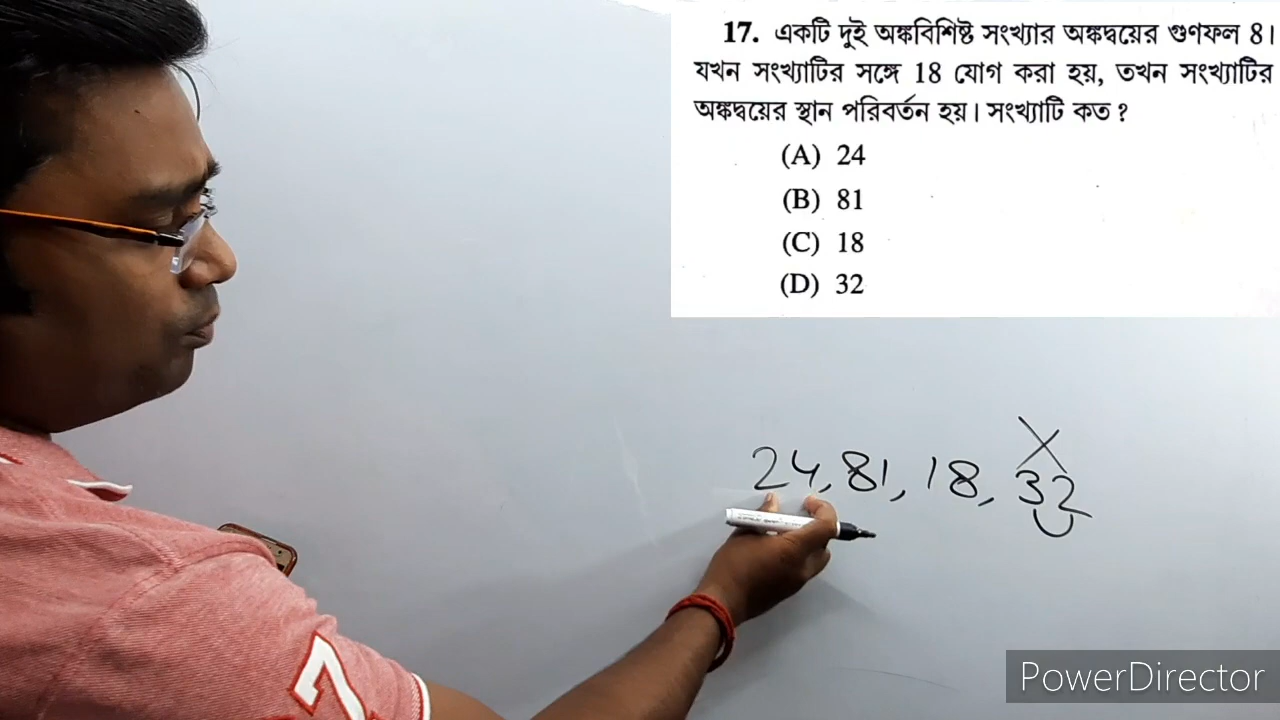 17. একটি দুই অঙ্কবিশিষ্ট সংখ্যার অঙ্কদ্বয়ের গুণফল 8।
যখন সংখ্যাটির সঙ্গে 18 যোগ করা হয়, তখন সংখ্যাটির
অঙ্কদ্বয়ের স্থান পরিবর্তন হয়। সংখ্যাটি কত?
(A) 24
(B) 81
(C) 18
(D) 32
24, 81, 18, 32
7
PowerDirector